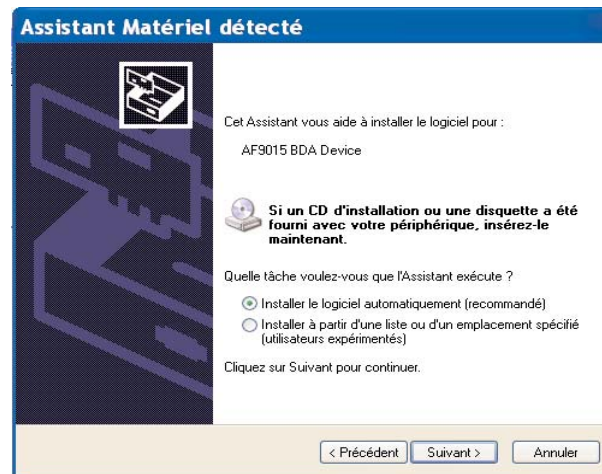 Assistant Matériel détecté
Cet Assistant vous aide à installer le logiciel pour :
AF9015 BDA Device
Si un CD d'installation ou une disquette a été
fourni avec votre périphérique, insérez-le
maintenant.
Quelle tâche voulez-vous que l'Assistant exécute ?
Installer le logiciel automatiquement (recommandé)
Installer à partir d'une liste ou d'un emplacement spécifié
(utilisateurs expérimentés)
Cliquez sur Suivant pour continuer.
< Précédent Suivant > Annuler